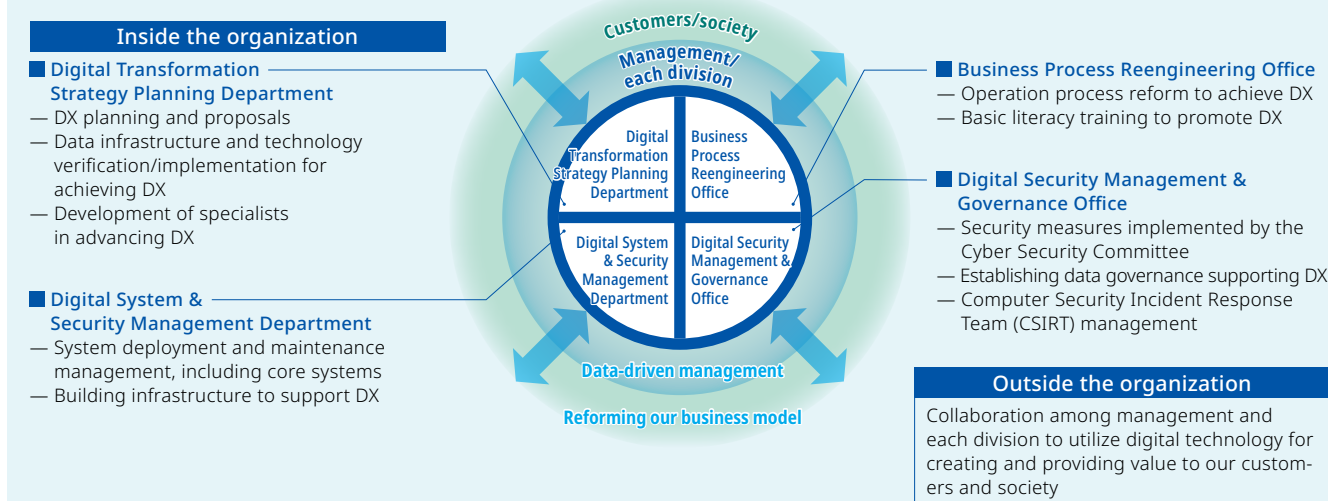 Inside the organization
Digital Transformation
Strategy Planning Department
— DX planning and proposals
— Data infrastructure and technology
verification/implementation for
achieving DX
— Development of specialists
in advancing DX
Digital System &
Security Management Department
— System deployment and maintenance
management, including core systems
— Building infrastructure to support DX
Customers/society
Management/
each division
Digital
Transformation
Strategy Planning
Department
Business
Process
Reengineering
Office
Digital System
& Security
Management
Department
Digital Security
Management &
Governance
Office
Data-driven management
Reforming our business model
Business Process Reengineering Office
— Operation process reform to achieve DX
— Basic literacy training to promote DX
Digital Security Management &
Governance Office
— Security measures implemented by the
Cyber Security Committee
— Establishing data governance supporting DX
— Computer Security Incident Response
Team (CSIRT) management
Outside the organization
Collaboration among management and
each division to utilize digital technology for
creating and providing value to our custom-
ers and society